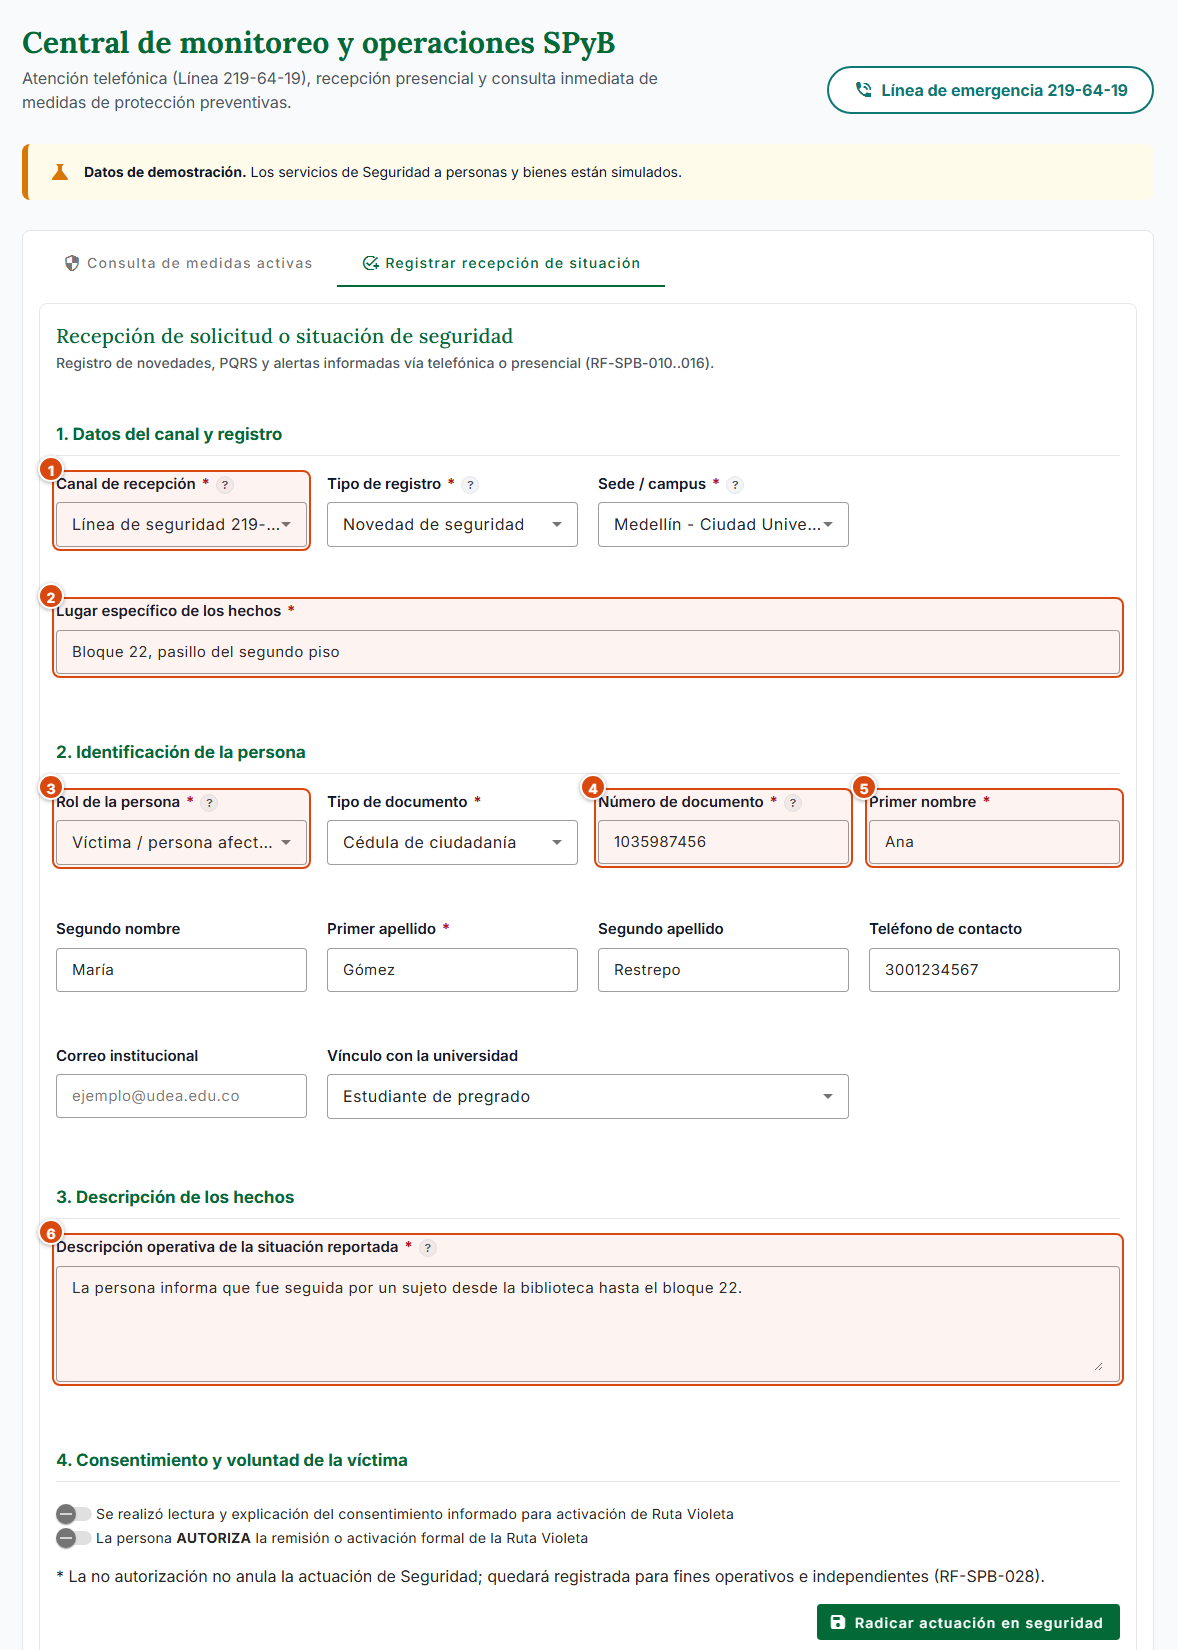 Central de monitoreo y operaciones SPyB
Atención telefónica (Línea 219-64-19), recepción presencial y consulta inmediata de
medidas de protección preventivas.
Línea de emergencia 219-64-19
Datos de demostración. Los servicios de Seguridad a personas y bienes están simulados.
Consulta de medidas activas
Registrar recepción de situación
Recepción de solicitud o situación de seguridad
Registro de novedades, PQRS y alertas informadas vía telefónica o presencial (RF-SPB-010..016).
1. Datos del canal y registro
1
Canal de recepción * ?
Tipo de registro * ?
Sede / campus * ?
Línea de seguridad 219-...
Novedad de seguridad
Medellín - Ciudad Unive...
2
Lugar específico de los hechos *
Bloque 22, pasillo del segundo piso
2. Identificación de la persona
3
Rol de la persona * ?
Tipo de documento *
4
Número de documento * ?
5
Primer nombre *
Víctima / persona afect...
Cédula de ciudadanía
1035987456
Ana
Segundo nombre
Primer apellido *
Segundo apellido
Teléfono de contacto
María
Gómez
Restrepo
3001234567
Correo institucional
Vínculo con la universidad
ejemplo@udea.edu.co
Estudiante de pregrado
3. Descripción de los hechos
6
Descripción operativa de la situación reportada * ?
La persona informa que fue seguida por un sujeto desde la biblioteca hasta el bloque 22.
4. Consentimiento y voluntad de la víctima
Se realizó lectura y explicación del consentimiento informado para activación de Ruta Violeta
La persona AUTORIZA la remisión o activación formal de la Ruta Violeta
* La no autorización no anula la actuación de Seguridad; quedará registrada para fines operativos e independientes (RF-SPB-028).
Radicar actuación en seguridad